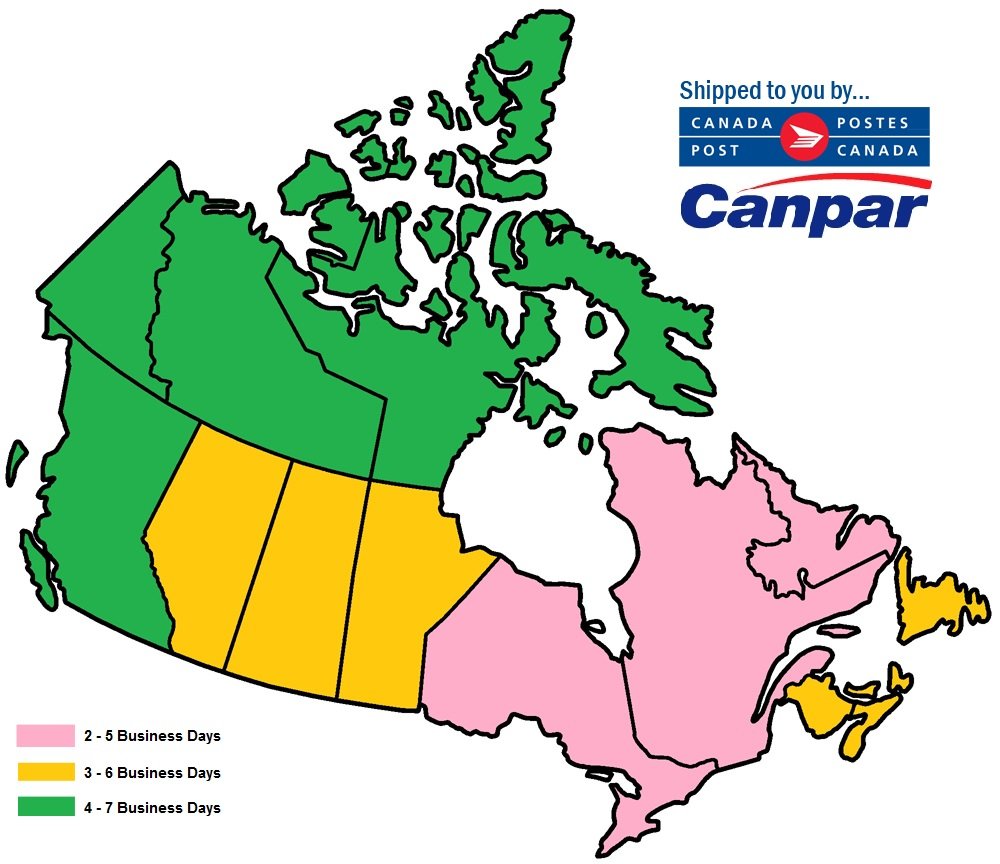 Shipped to you by...
CANADA POSTES
POST CANADA
Canpar
2 - 5 Business Days
3 - 6 Business Days
4 - 7 Business Days